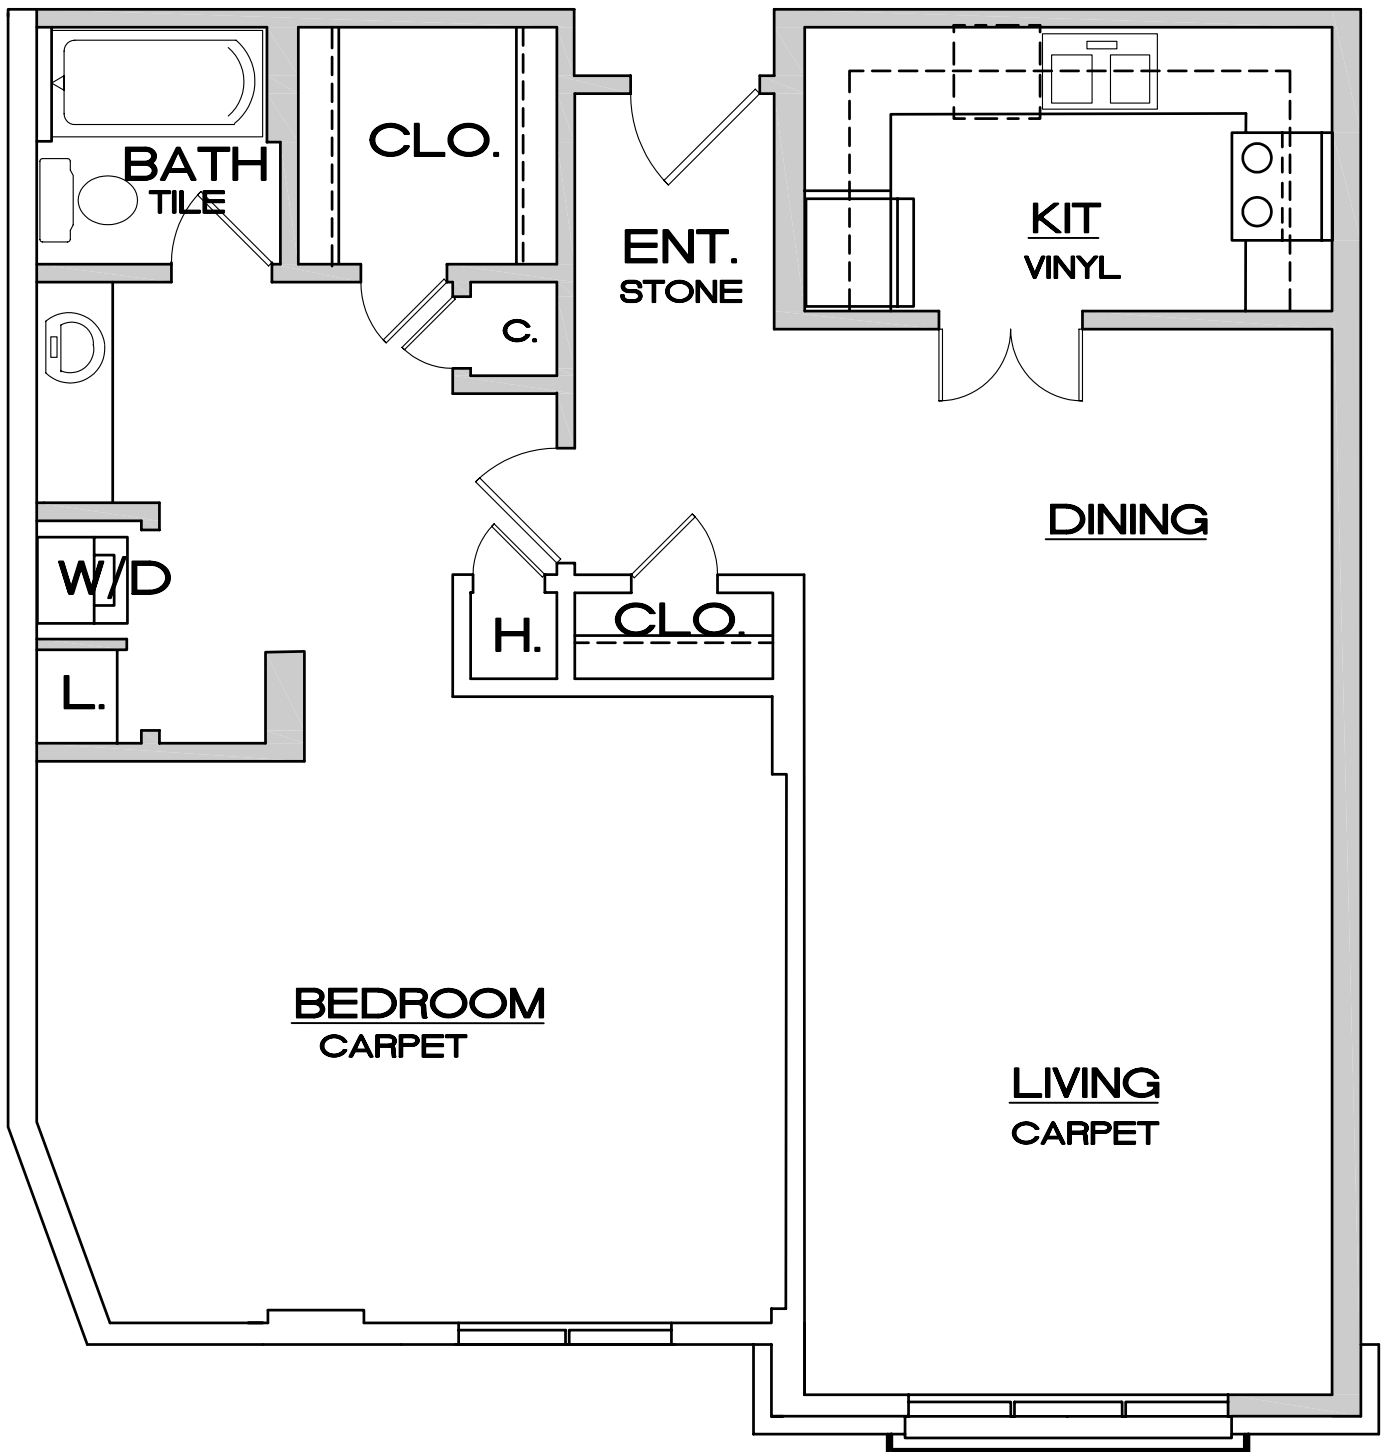 BATH
TILE
CLO.
ENT.
STONE
KIT
VINYL
C.
DINING
W/D
H.
CLO.
L.
BEDROOM
CARPET
LIVING
CARPET